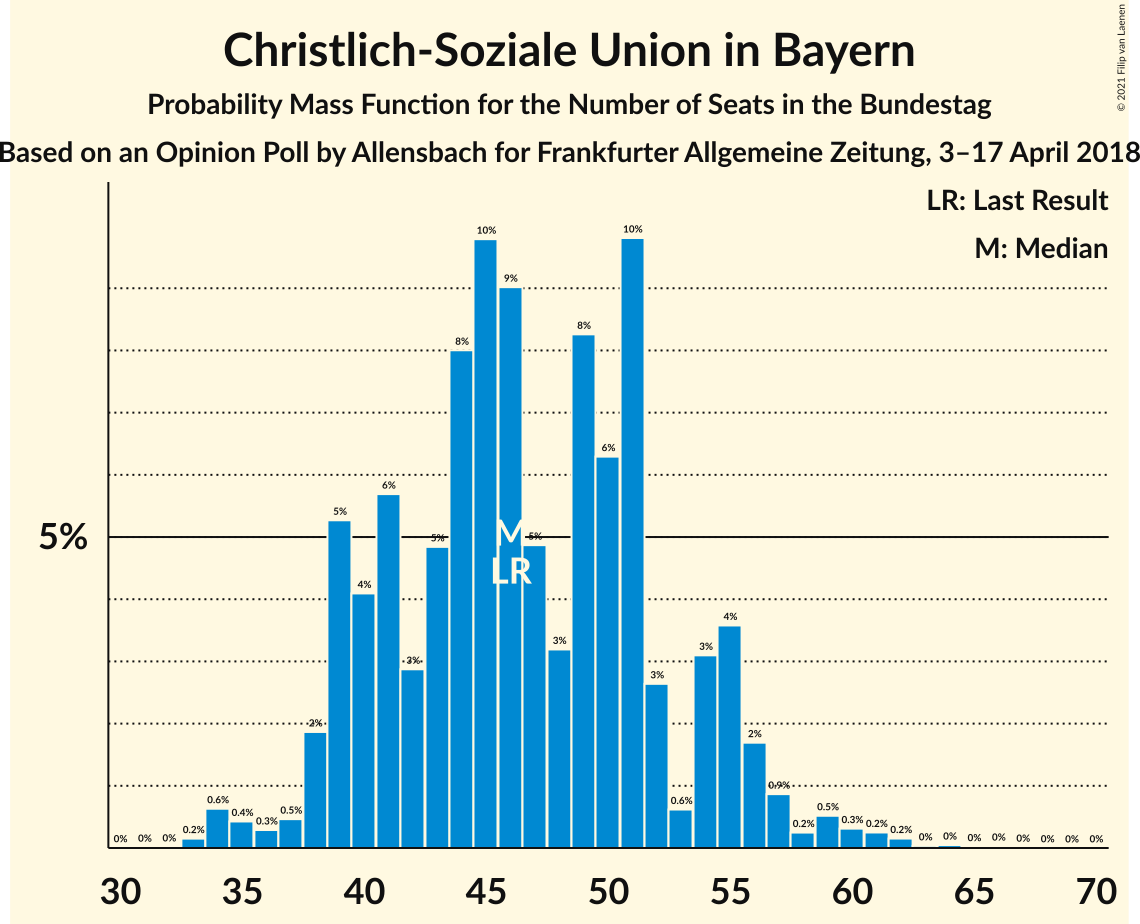 Christlich-Soziale Union in Bayern
Probability Mass Function for the Number of Seats in the Bundestag
Based on an Opinion Poll by Allensbach for Frankfurter Allgemeine Zeitung, 3–17 April 2018
© 2021 Filip van Laenen
LR: Last Result
M: Median
5%
0% 0% 0% 0.2% 0.6% 0.4% 0.3% 0.5% 2% 5% 4% 6% 3% 5% 8% 10% 9% 5% 3% 8% 6% 10% 3% 0.6% 3% 4% 2% 0.9% 0.2% 0.5% 0.3% 0.2% 0.2% 0% 0% 0% 0% 0% 0% 0% 0%
M
LR
30 35 40 45 50 55 60 65 70